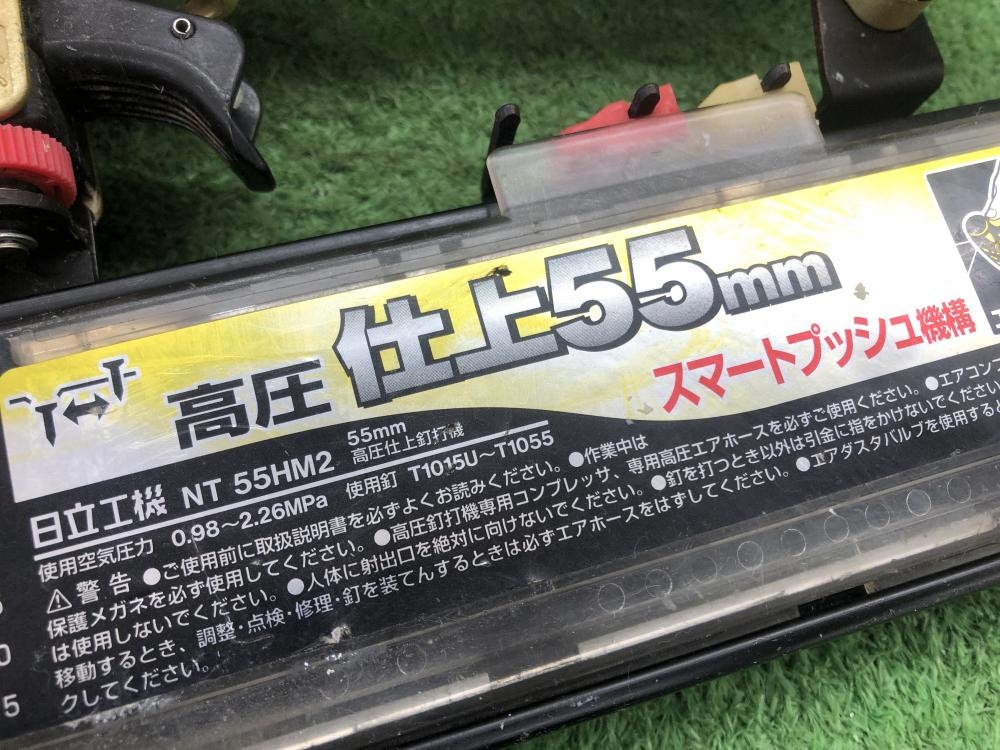 高圧 仕上55mm
スマートプッシュ機構
日立工機 NT 55HM2 55mm
高圧仕上釘打機
使用空気圧力 0.98～2.26MPa 使用釘 T1015U～T1055
警告 ●ご使用前に取扱説明書を必ずよくお読みください。 ●作業中は
保護メガネを必ず使用してください。 ●高圧釘打機専用コンプレッサ、専用高圧エアホースを必ずご使用ください。 ●エアコンプ
は使用しないでください。 ●人体に射出口を絶対に向けないでください。 ●釘を打つとき以外は引金に指をかけないでください。
移動するとき、調整・点検・修理・釘を装てんするときは必ずエアホースをはずしてください。 ●エアダスタバルブを使用する
クしてください。
0
5